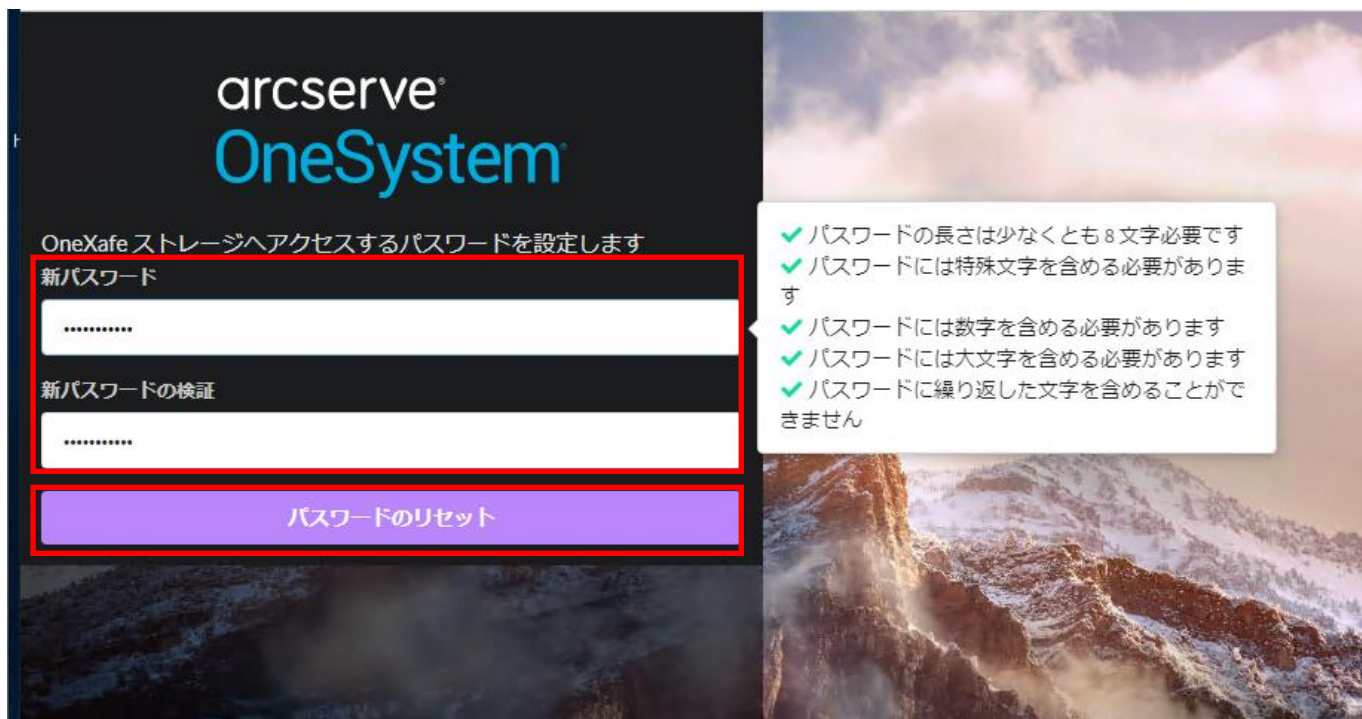 arcserve®
OneSystem
OneXafe ストレージへアクセスするパスワードを設定します
新パスワード
•••••••••••
新パスワードの検証
•••••••••••
パスワードのリセット
✔ パスワードの長さは少なくとも 8 文字必要です
✔ パスワードには特殊文字を含める必要がありま
す
✔ パスワードには数字を含める必要があります
✔ パスワードには大文字を含める必要があります
✔ パスワードに繰り返した文字を含めることがで
きません